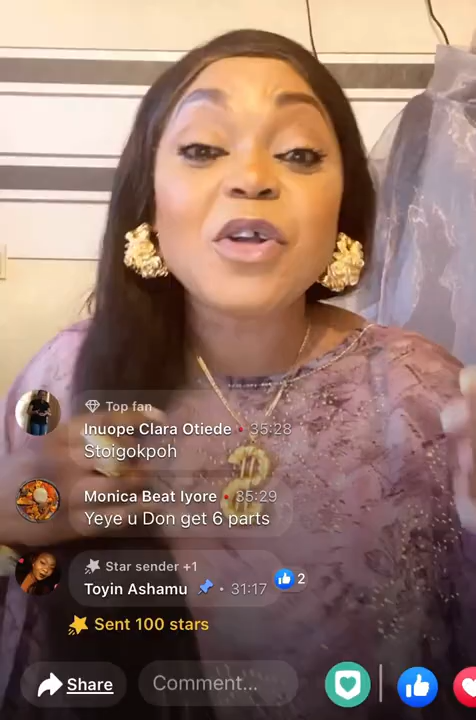 Top fan
Inuope Clara Otiede • 35:28
Stoigokpoh
Monica Beat Iyore • 35:29
Yeye u Don get 6 parts
Star sender +1
Toyin Ashamu • 31:17
2
Sent 100 stars
Share
Comment...